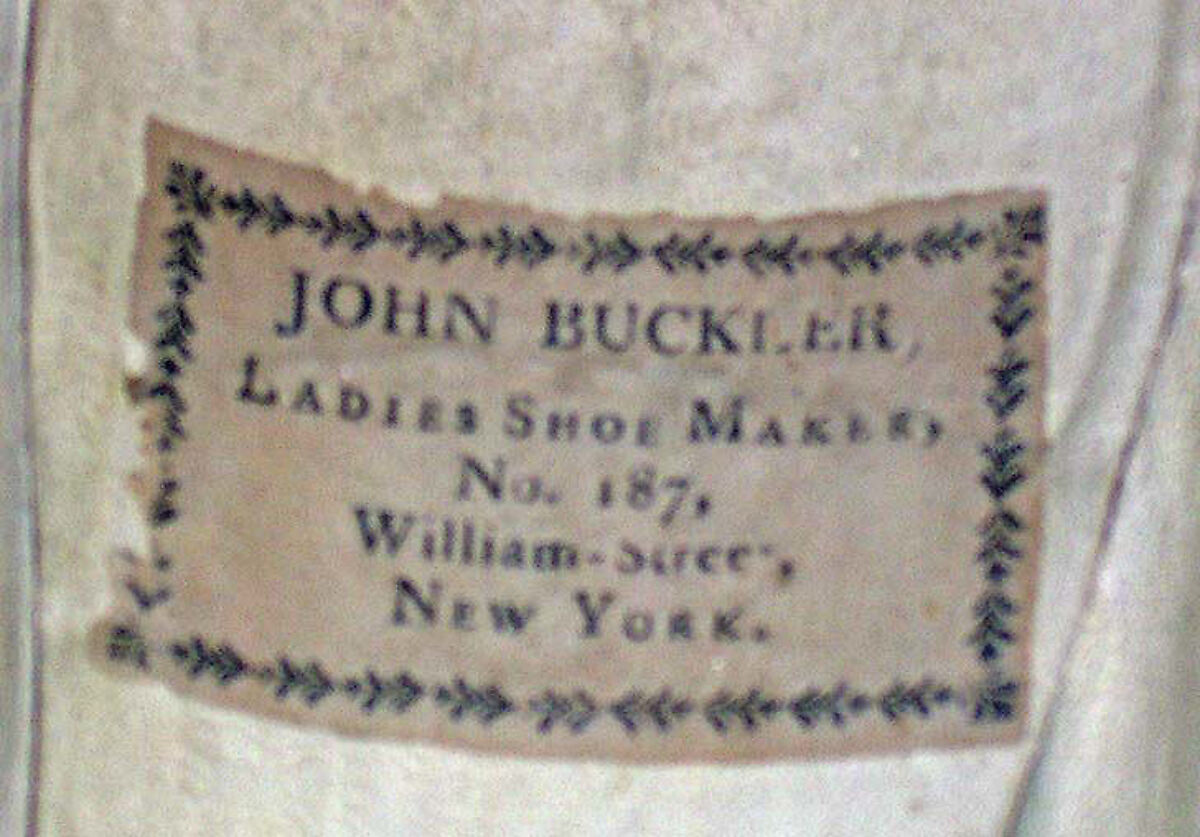 JOHN BUCKLER,
LADIES SHOE MAKER,
No. 187,
William-Street,
NEW YORK.